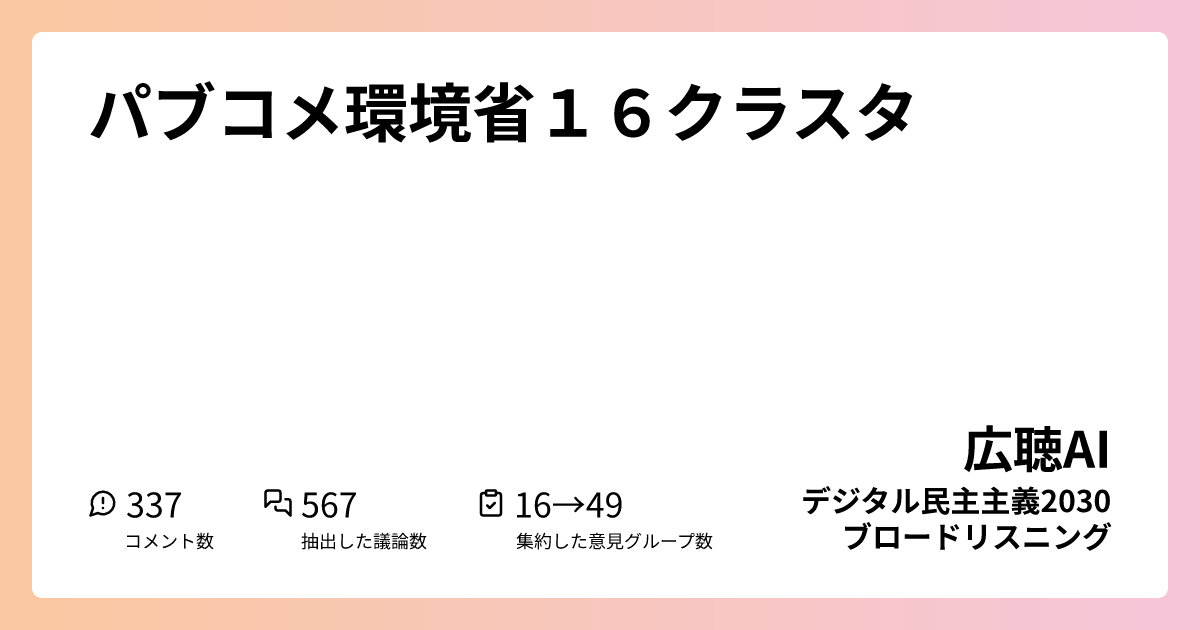 パブコメ環境省１６クラスタ
広聴AI
デジタル民主主義2030
ブロードリスニング
337
コメント数
567
抽出した議論数
16→49
集約した意見グループ数